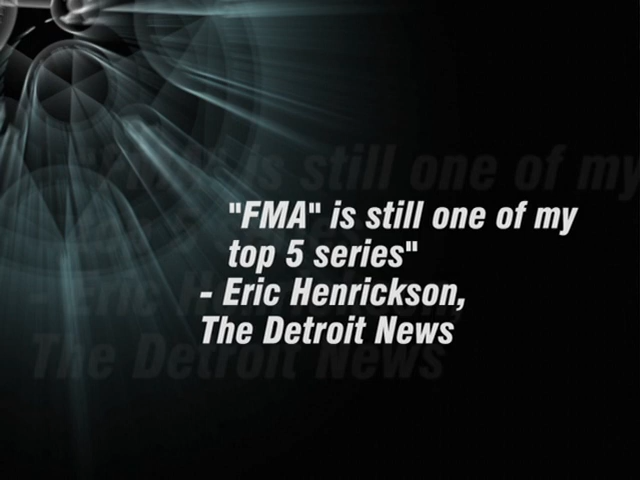 "FMA" is still one of my
top 5 series"
- Eric Henrickson,
The Detroit News